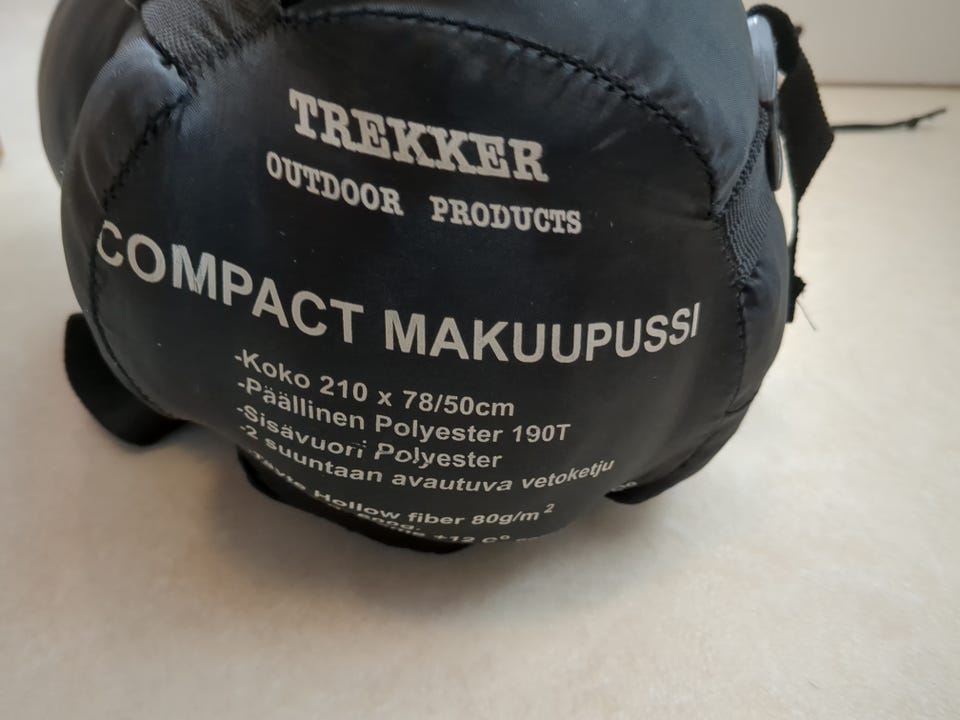 TREKKER
OUTDOOR PRODUCTS
COMPACT MAKUUPUSSI
-Koko 210 x 78/50cm
-Päällinen Polyester 190T
-Sisävuori Polyester
-2 suuntaan avautuva vetoketju
Hollow fiber 80g/m²
+12 C°